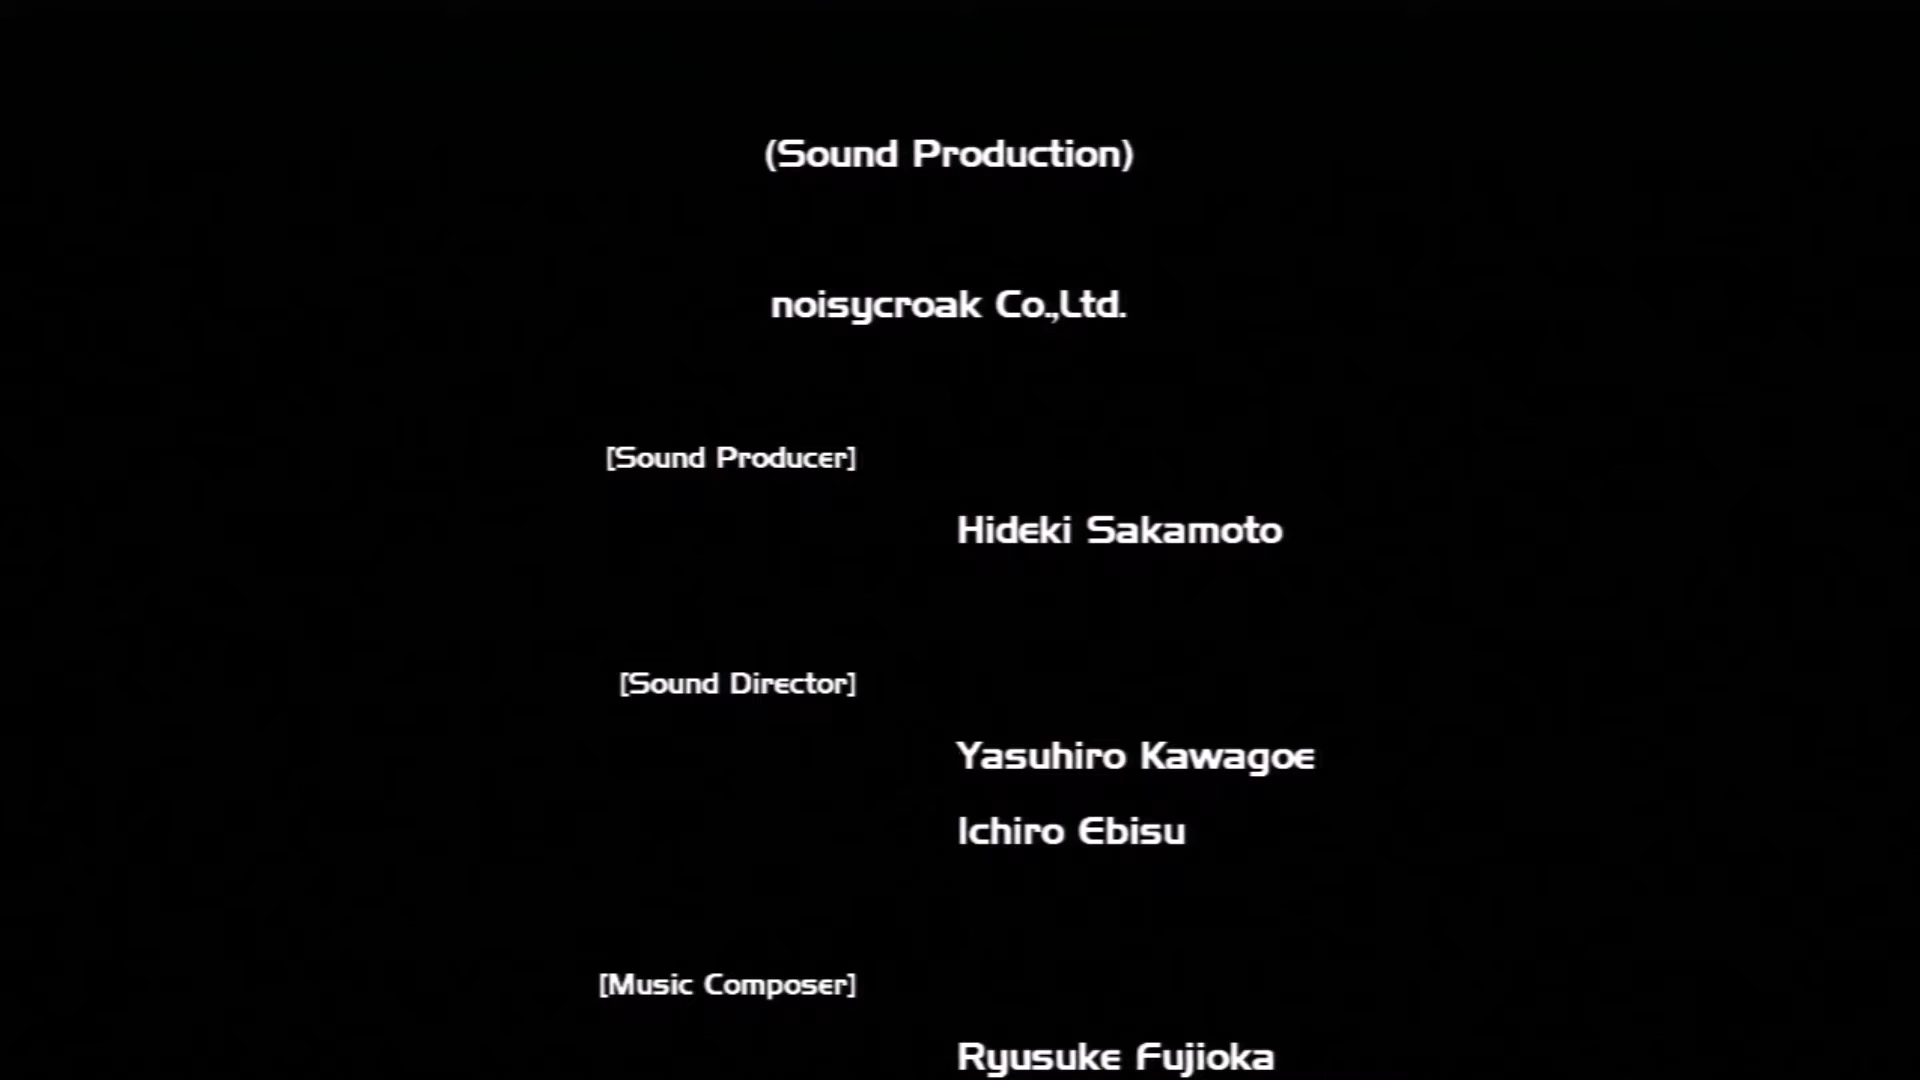 (Sound Production)
noisycroak Co.,Ltd.
[Sound Producer]
Hideki Sakamoto
[Sound Director]
Yasuhiro Kawagoe
Ichiro Ebisu
[Music Composer]
Ryusuke Fujioka